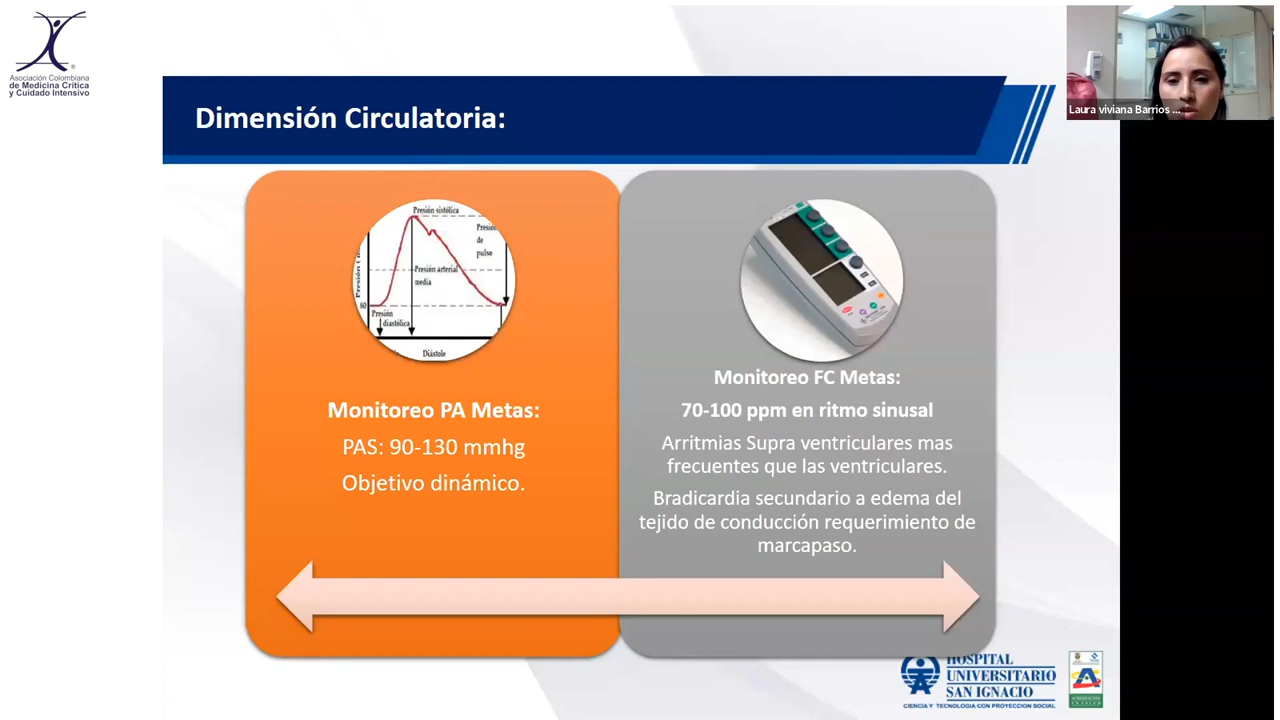 Asociación Colombiana
de Medicina Crítica
y Cuidado Intensivo
Laura viviana Barrios ...
Dimensión Circulatoria:
Presión sistólica
Presión
de
pulso
Presión arterial
media
80
Presión
diastólica
Diástole
Monitoreo PA Metas:
PAS: 90-130 mmhg
Objetivo dinámico.
Monitoreo FC Metas:
70-100 ppm en ritmo sinusal
Arritmias Supra ventriculares mas
frecuentes que las ventriculares.
Bradicardia secundario a edema del
tejido de conducción requerimiento de
marcapaso.
HOSPITAL
UNIVERSITARIO
SAN IGNACIO
CIENCIA Y TECNOLOGIA CON PROYECCION SOCIAL